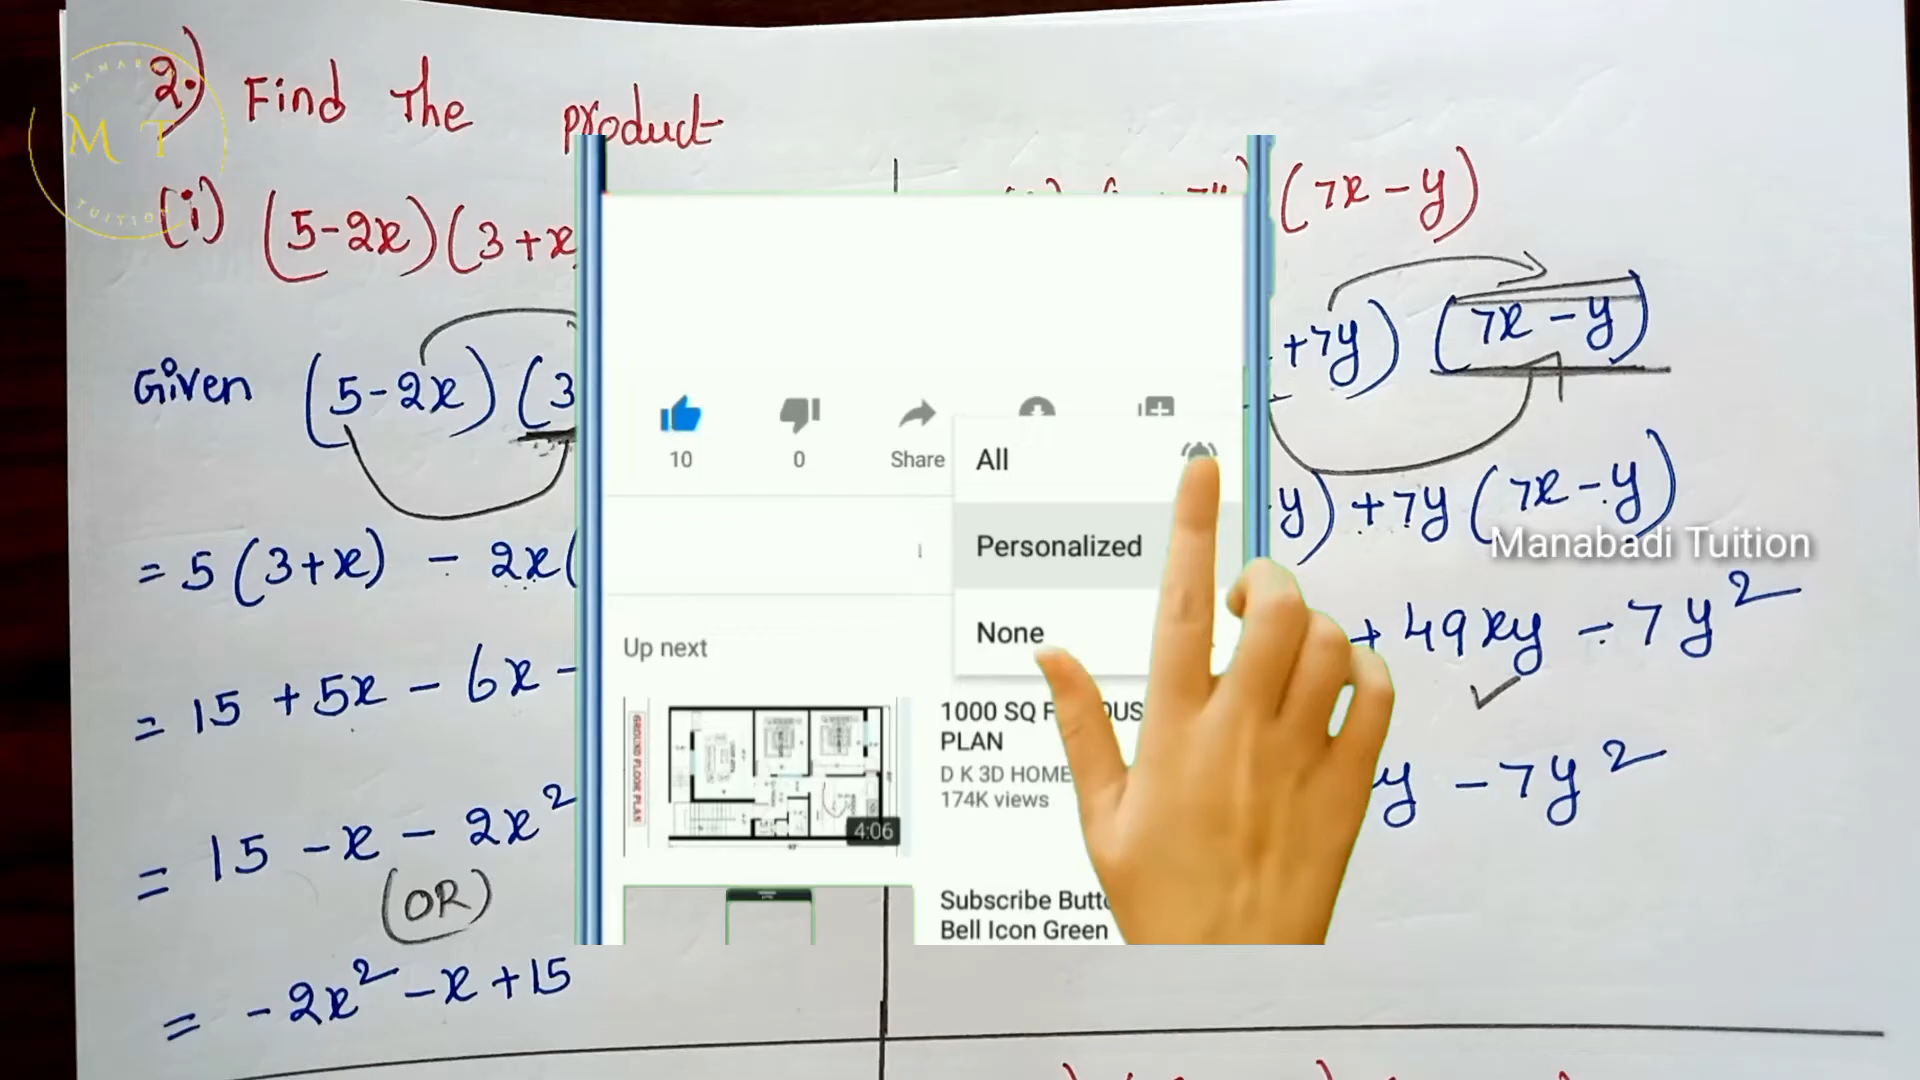 MANABADI
M T
TUITION
2.) Find The product
(i) (5-2x)(3+x
Given (5-2x)(3
= 5(3+x) - 2x(
= 15 +5x - 6x -
= 15 -x - 2x²
(OR)
= -2x² -x +15
(7x-y)
+7y) (7x-y)
y) +7y (7x-y)
Manabadi Tuition
+ 49xy - 7y²
y - 7y²
10
0
Share
All
Personalized
None
Up next
GROUND FLOOR PLAN
4:06
1000 SQ F
PLAN
D K 3D HOME
174K views
Subscribe Butt
Bell Icon Green